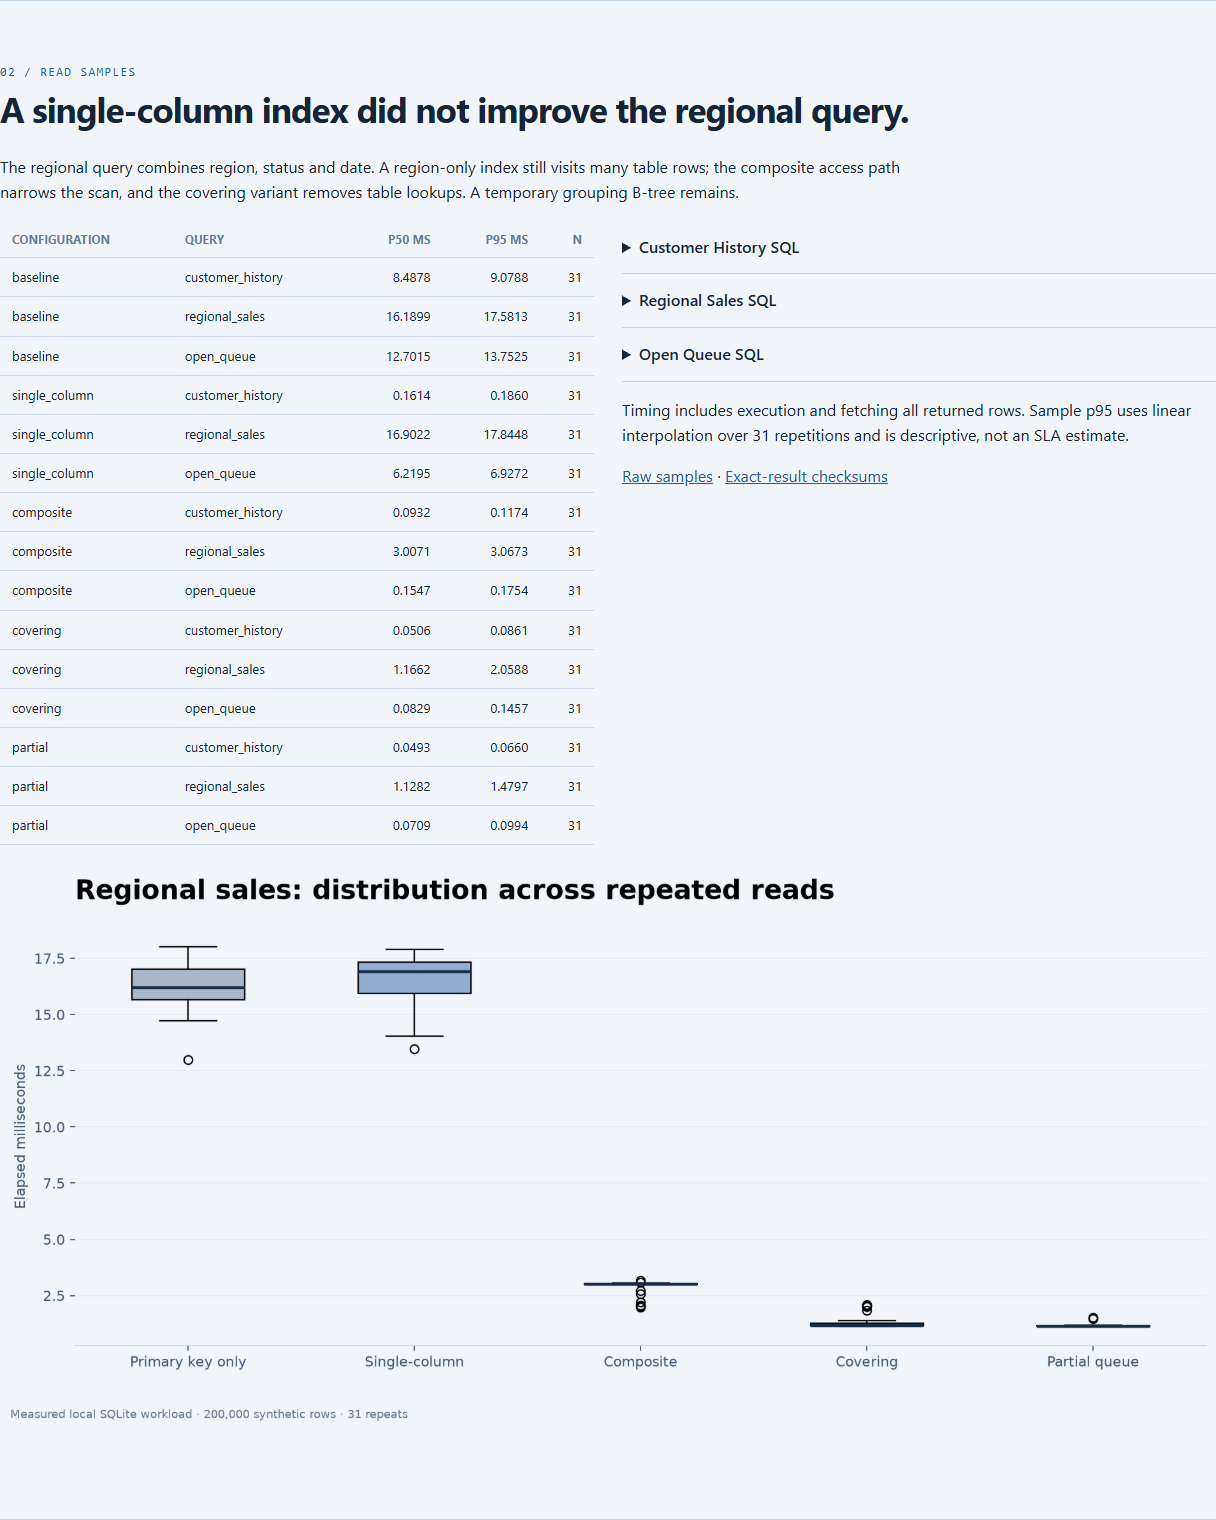 02 / READ SAMPLES
A single-column index did not improve the regional query.
The regional query combines region, status and date. A region-only index still visits many table rows; the composite access path
narrows the scan, and the covering variant removes table lookups. A temporary grouping B-tree remains.
CONFIGURATION QUERY P50 MS P95 MS N
baseline customer_history 8.4878 9.0788 31
baseline regional_sales 16.1899 17.5813 31
baseline open_queue 12.7015 13.7525 31
single_column customer_history 0.1614 0.1860 31
single_column regional_sales 16.9022 17.8448 31
single_column open_queue 6.2195 6.9272 31
composite customer_history 0.0932 0.1174 31
composite regional_sales 3.0071 3.0673 31
composite open_queue 0.1547 0.1754 31
covering customer_history 0.0506 0.0861 31
covering regional_sales 1.1662 2.0588 31
covering open_queue 0.0829 0.1457 31
partial customer_history 0.0493 0.0660 31
partial regional_sales 1.1282 1.4797 31
partial open_queue 0.0709 0.0994 31
Customer History SQL
Regional Sales SQL
Open Queue SQL
Timing includes execution and fetching all returned rows. Sample p95 uses linear
interpolation over 31 repetitions and is descriptive, not an SLA estimate.
Raw samples · Exact-result checksums
Regional sales: distribution across repeated reads
Elapsed milliseconds
17.5
15.0
12.5
10.0
7.5
5.0
2.5
Primary key only Single-column Composite Covering Partial queue
Measured local SQLite workload · 200,000 synthetic rows · 31 repeats